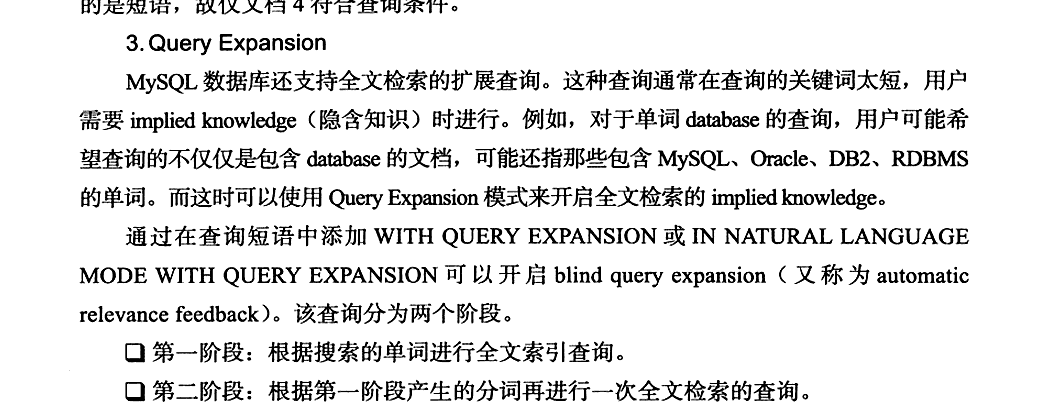 的是短语，故仅文档 4 符合查询条件。
3. Query Expansion
MySQL 数据库还支持全文检索的扩展查询。这种查询通常在查询的关键词太短，用户
需要 implied knowledge（隐含知识）时进行。例如，对于单词 database 的查询，用户可能希
望查询的不仅仅是包含 database 的文档，可能还指那些包含 MySQL、Oracle、DB2、RDBMS
的单词。而这时可以使用 Query Expansion 模式来开启全文检索的 implied knowledge。
通过在查询短语中添加 WITH QUERY EXPANSION 或 IN NATURAL LANGUAGE
MODE WITH QUERY EXPANSION 可以开启 blind query expansion（又称为 automatic
relevance feedback）。该查询分为两个阶段。
❑ 第一阶段：根据搜索的单词进行全文索引查询。
❑ 第二阶段：根据第一阶段产生的分词再进行一次全文检索的查询。